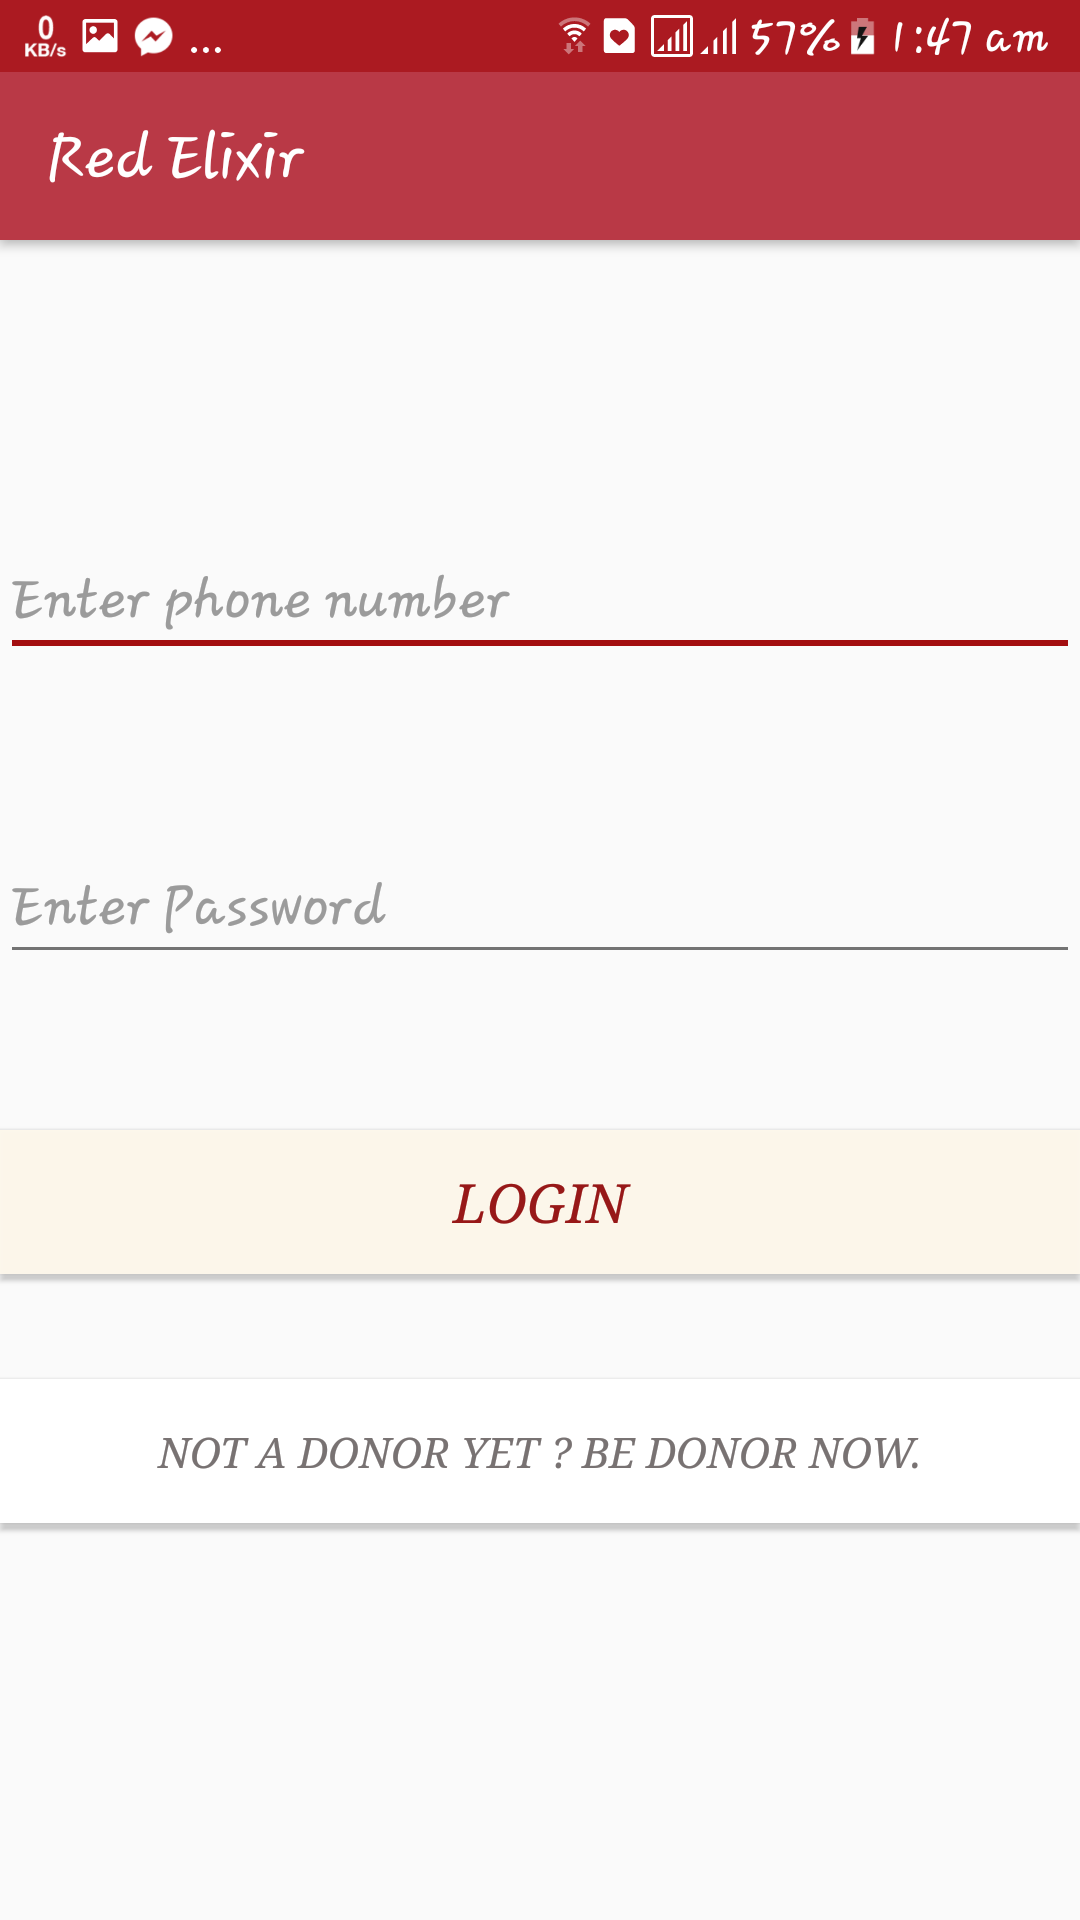 0 KB/s ... 57% 1:47 am
Red Elixir
Enter phone number
Enter Password
LOGIN
NOT A DONOR YET ? BE DONOR NOW.